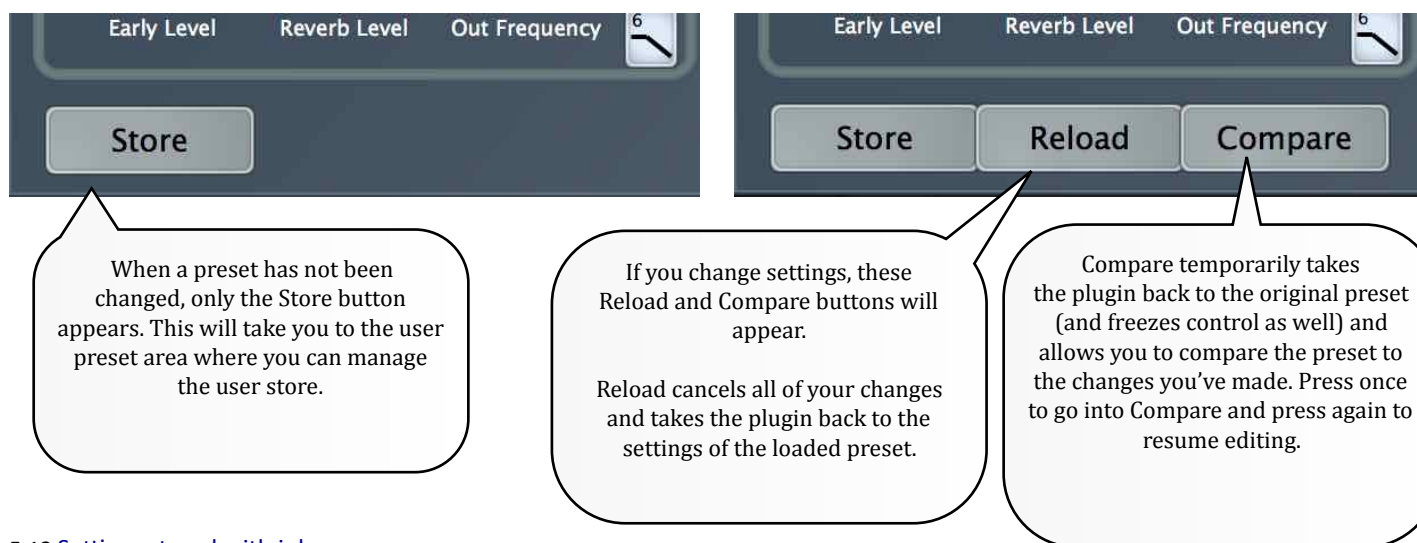 Early Level Reverb Level Out Frequency 6
Store
When a preset has not been
changed, only the Store button
appears. This will take you to the user
preset area where you can manage
the user store.
Early Level Reverb Level Out Frequency 6
Store Reload Compare
If you change settings, these
Reload and Compare buttons will
appear.
Reload cancels all of your changes
and takes the plugin back to the
settings of the loaded preset.
Compare temporarily takes
the plugin back to the original preset
(and freezes control as well) and
allows you to compare the preset to
the changes you've made. Press once
to go into Compare and press again to
resume editing.